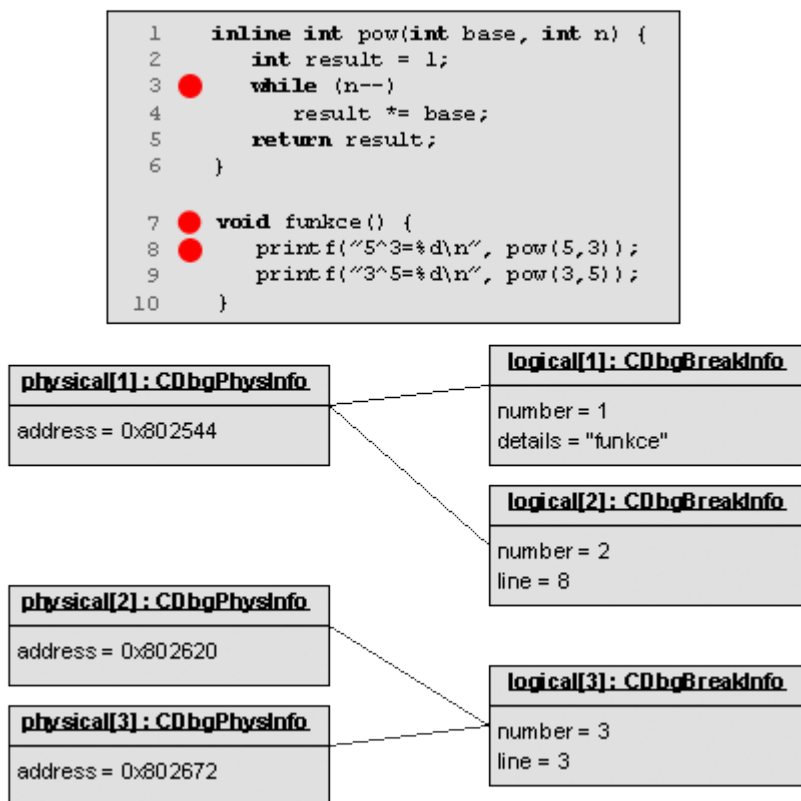 1 inline int pow(int base, int n) {
2 int result = 1;
3 while (n--)
4 result *= base;
5 return result;
6 }
7 void funkce() {
8 printf("5^3=%d\n", pow(5,3));
9 printf("3^5=%d\n", pow(3,5));
10 }
physical[1] : CDbgPhysInfo
address = 0x802544
logical[1] : CDbgBreakInfo
number = 1
details = "funkce"
logical[2] : CDbgBreakInfo
number = 2
line = 8
physical[2] : CDbgPhysInfo
address = 0x802620
physical[3] : CDbgPhysInfo
address = 0x802672
logical[3] : CDbgBreakInfo
number = 3
line = 3